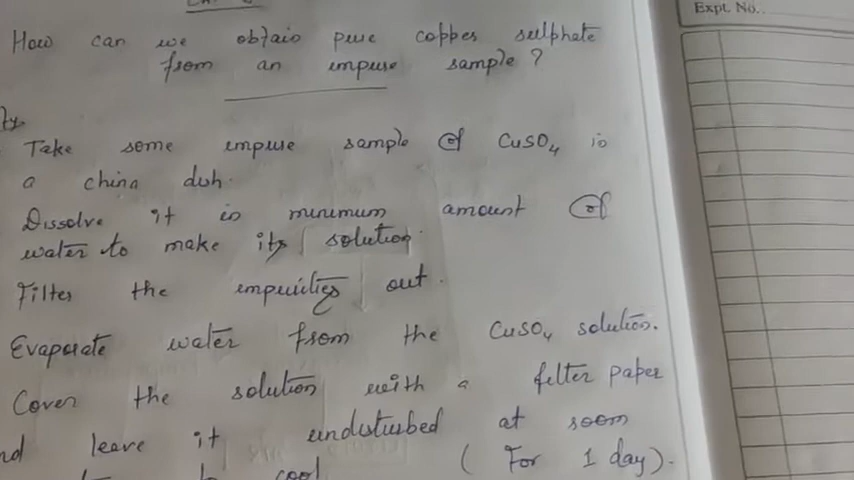 Expt. No.
How can we obtain pure copper sulphate
from an impure sample?
Take some impure sample of CuSO4 in
a china dish.
Dissolve it in minimum amount of
water to make its solution.
Filter the impurities out.
Evaporate water from the CuSO4 solution.
Cover the solution with a filter paper
nd leave it undisturbed at room
to cool (For 1 day).